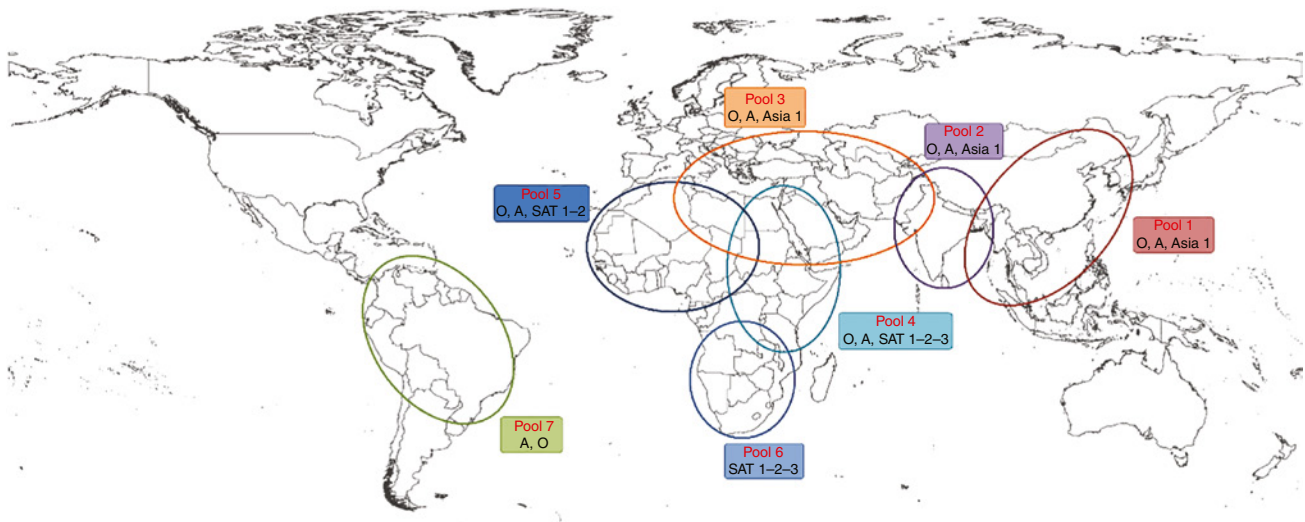 Pool 3
O, A, Asia 1
Pool 2
O, A, Asia 1
Pool 5
O, A, SAT 1–2
Pool 1
O, A, Asia 1
Pool 4
O, A, SAT 1–2–3
Pool 7
A, O
Pool 6
SAT 1–2–3